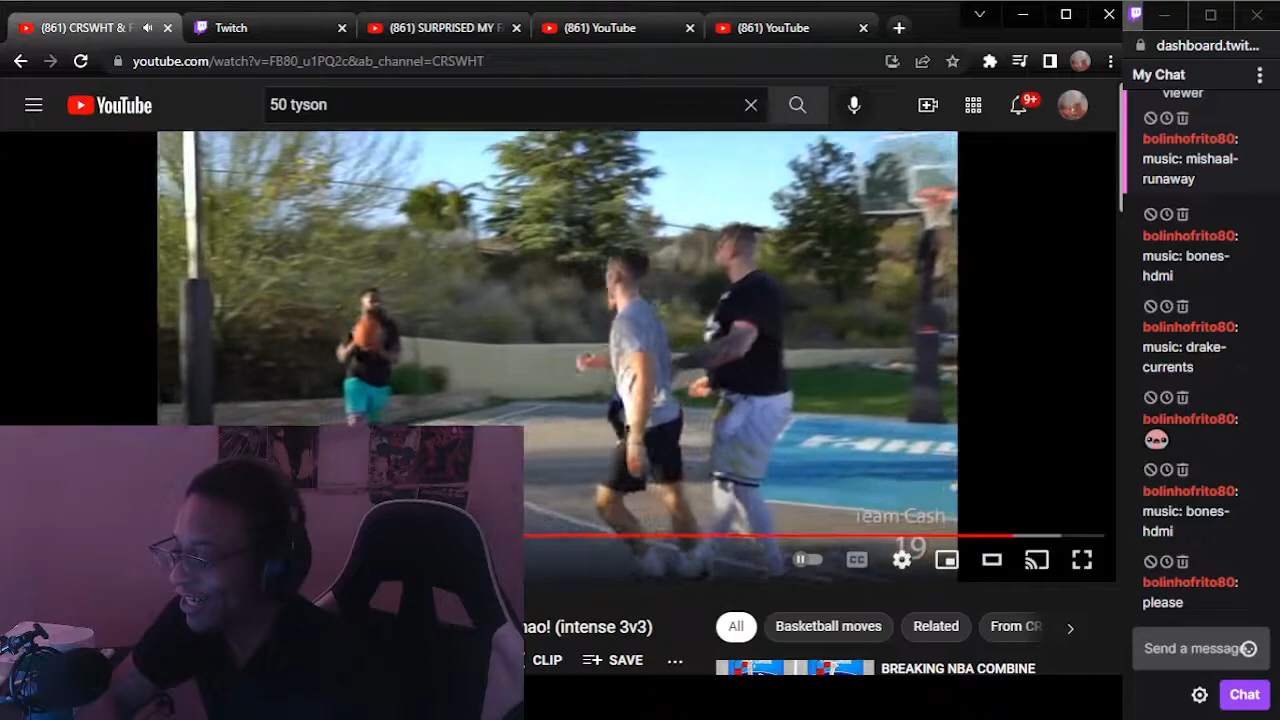 (861) CRSWHT & F
Twitch
(861) SURPRISED MY F
(861) YouTube
(861) YouTube
youtube.com/watch?v=FB80_u1PQ2c&ab_channel=CRSWHT
YouTube
50 tyson
9+
Team Cash
19
CC
hao! (intense 3v3)
CLIP
SAVE
All
Basketball moves
Related
From CR
BREAKING NBA COMBINE
dashboard.twit...
My Chat
viewer
bolinhofrito80:
music: mishaal-
runaway
bolinhofrito80:
music: bones-
hdmi
bolinhofrito80:
music: drake-
currents
bolinhofrito80:
bolinhofrito80:
music: bones-
hdmi
bolinhofrito80:
please
Send a message
Chat